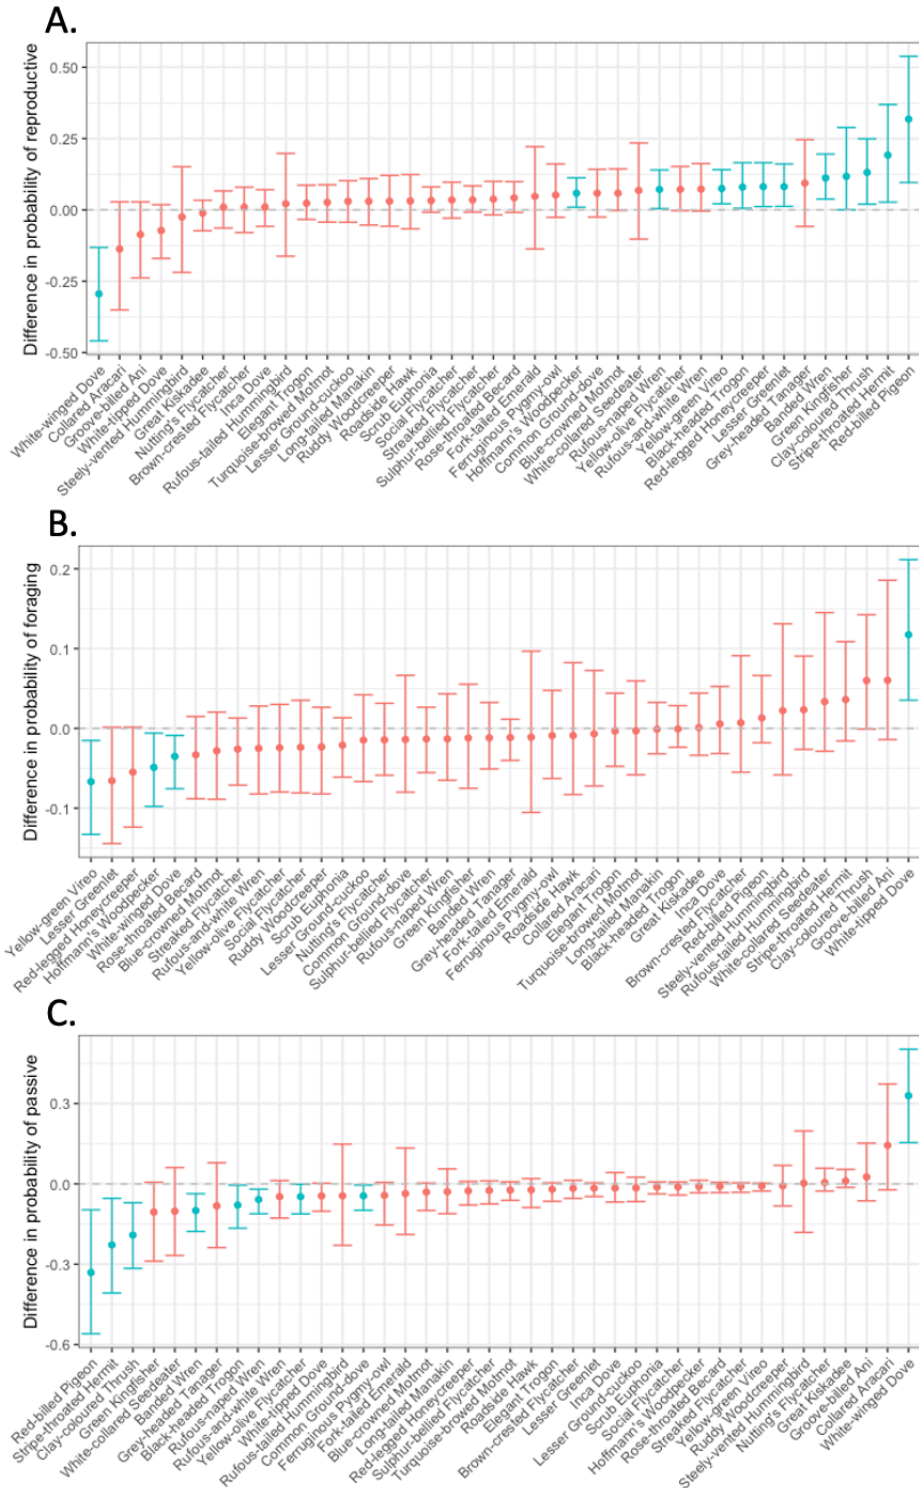 A.
Difference in probability of reproductive
0.50
0.25
0.00
-0.25
-0.50
White-winged Dove
Collared Aracari
Groove-billed Ani
White-tipped Dove
Steely-vented Hummingbird
Great Kiskadee
Nutting's Flycatcher
Brown-crested Flycatcher
Inca Dove
Rufous-tailed Hummingbird
Elegant Trogon
Turquoise-browed Motmot
Lesser Ground-cuckoo
Long-tailed Manakin
Ruddy Woodcreeper
Roadside Hawk
Scrub Euphonia
Social Flycatcher
Streaked Flycatcher
Sulphur-bellied Flycatcher
Rose-throated Becard
Fork-tailed Emerald
Ferruginous Pygmy-owl
Hoffmann's Woodpecker
Common Ground-dove
Blue-crowned Motmot
White-collared Seedeater
Rufous-naped Wren
Yellow-olive Flycatcher
Rufous-and-white Wren
Yellow-green Vireo
Black-headed Trogon
Red-legged Honeycreeper
Lesser Greenlet
Grey-headed Tanager
Banded Wren
Green Kingfisher
Clay-coloured Thrush
Stripe-throated Hermit
Red-billed Pigeon
B.
Difference in probability of foraging
0.2
0.1
0.0
-0.1
Yellow-green Vireo
Lesser Greenlet
Red-legged Honeycreeper
Hoffmann's Woodpecker
White-winged Dove
Rose-throated Becard
Blue-crowned Motmot
Streaked Flycatcher
Rufous-and-white Wren
Yellow-olive Flycatcher
Social Flycatcher
Ruddy Woodcreeper
Scrub Euphonia
Lesser Ground-cuckoo
Nutting's Flycatcher
Common Ground-dove
Sulphur-bellied Flycatcher
Rufous-naped Wren
Green Kingfisher
Banded Wren
Grey-headed Tanager
Fork-tailed Emerald
Ferruginous Pygmy-owl
Roadside Hawk
Collared Aracari
Elegant Trogon
Turquoise-browed Motmot
Long-tailed Manakin
Black-headed Trogon
Great Kiskadee
Inca Dove
Brown-crested Flycatcher
Red-billed Pigeon
Steely-vented Hummingbird
Rufous-tailed Hummingbird
White-collared Seedeater
Stripe-throated Hermit
Clay-coloured Thrush
Groove-billed Ani
White-tipped Dove
C.
Difference in probability of passive
0.3
0.0
-0.3
-0.6
Red-billed Pigeon
Stripe-throated Hermit
Clay-coloured Thrush
Green Kingfisher
White-collared Seedeater
Banded Wren
Grey-headed Tanager
Black-headed Trogon
Rufous-naped Wren
Rufous-and-white Wren
Yellow-olive Flycatcher
White-tipped Dove
Rufous-tailed Hummingbird
Common Ground-dove
Ferruginous Pygmy-owl
Fork-tailed Emerald
Blue-crowned Motmot
Long-tailed Manakin
Red-legged Honeycreeper
Sulphur-bellied Flycatcher
Turquoise-browed Motmot
Roadside Hawk
Elegant Trogon
Brown-crested Flycatcher
Lesser Greenlet
Inca Dove
Lesser Ground-cuckoo
Scrub Euphonia
Social Flycatcher
Hoffmann's Woodpecker
Rose-throated Becard
Streaked Flycatcher
Yellow-green Vireo
Ruddy Woodcreeper
Steely-vented Hummingbird
Nutting's Flycatcher
Great Kiskadee
Groove-billed Ani
Collared Aracari
White-winged Dove